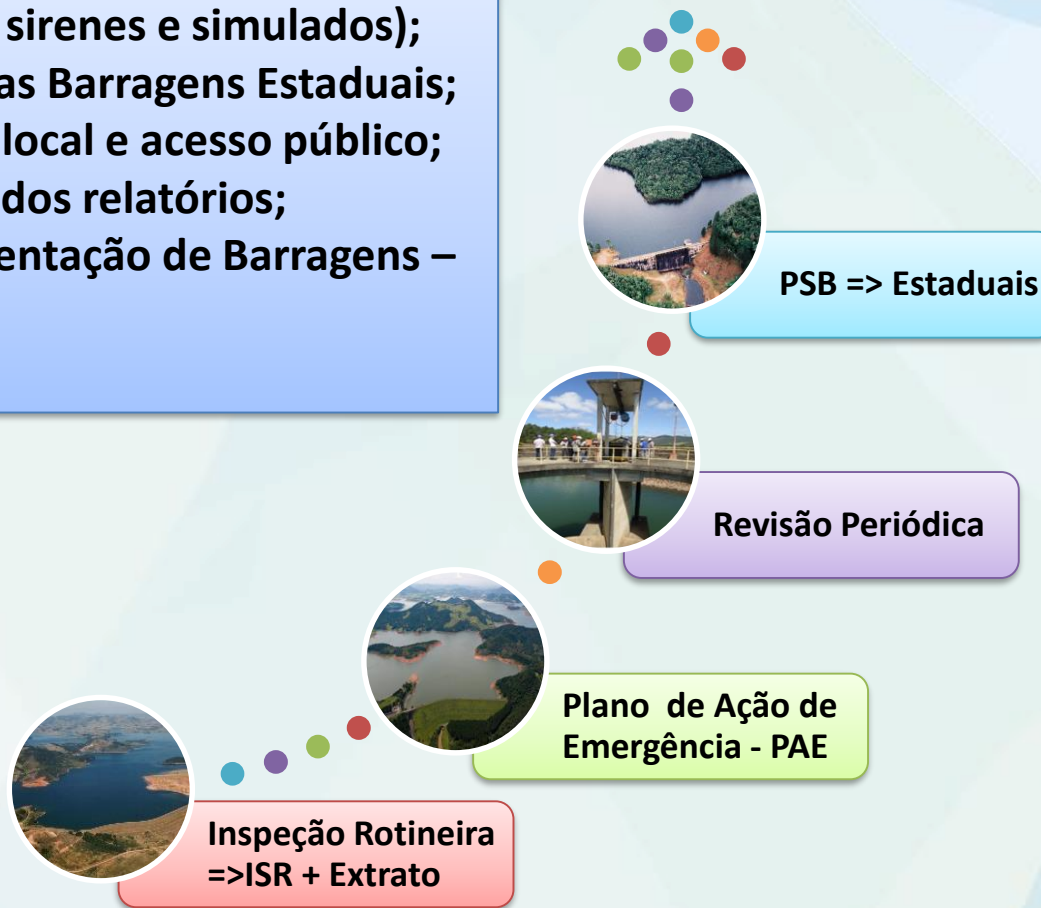 sirenes e simulados);
as Barragens Estaduais;
local e acesso público;
dos relatórios;
entação de Barragens –
PSB => Estaduais
Revisão Periódica
Plano de Ação de
Emergência - PAE
Inspeção Rotineira
=>ISR + Extrato